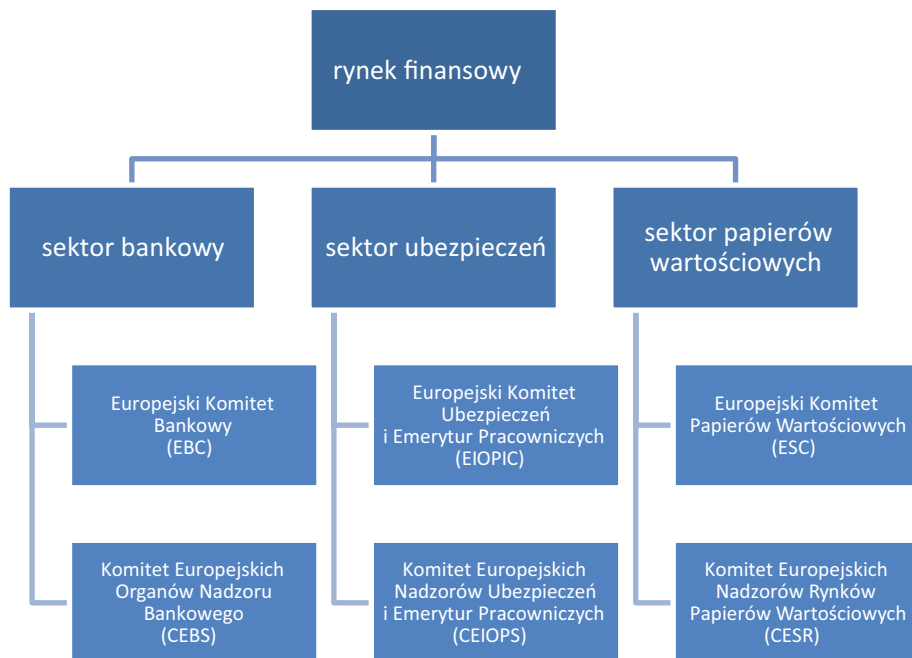 rynek finansowy
sektor bankowy
sektor ubezpieczeń
sektor papierów
wartościowych
Europejski Komitet
Bankowy
(EBC)
Europejski Komitet
Ubezpieczeń
i Emerytur Pracowniczych
(EIOPIC)
Europejski Komitet
Papierów Wartościowych
(ESC)
Komitet Europejskich
Organów Nadzoru
Bankowego
(CEBS)
Komitet Europejskich
Nadzorów Ubezpieczeń
i Emerytur Pracowniczych
(CEIOPS)
Komitet Europejskich
Nadzorów Rynków
Papierów Wartościowych
(CESR)